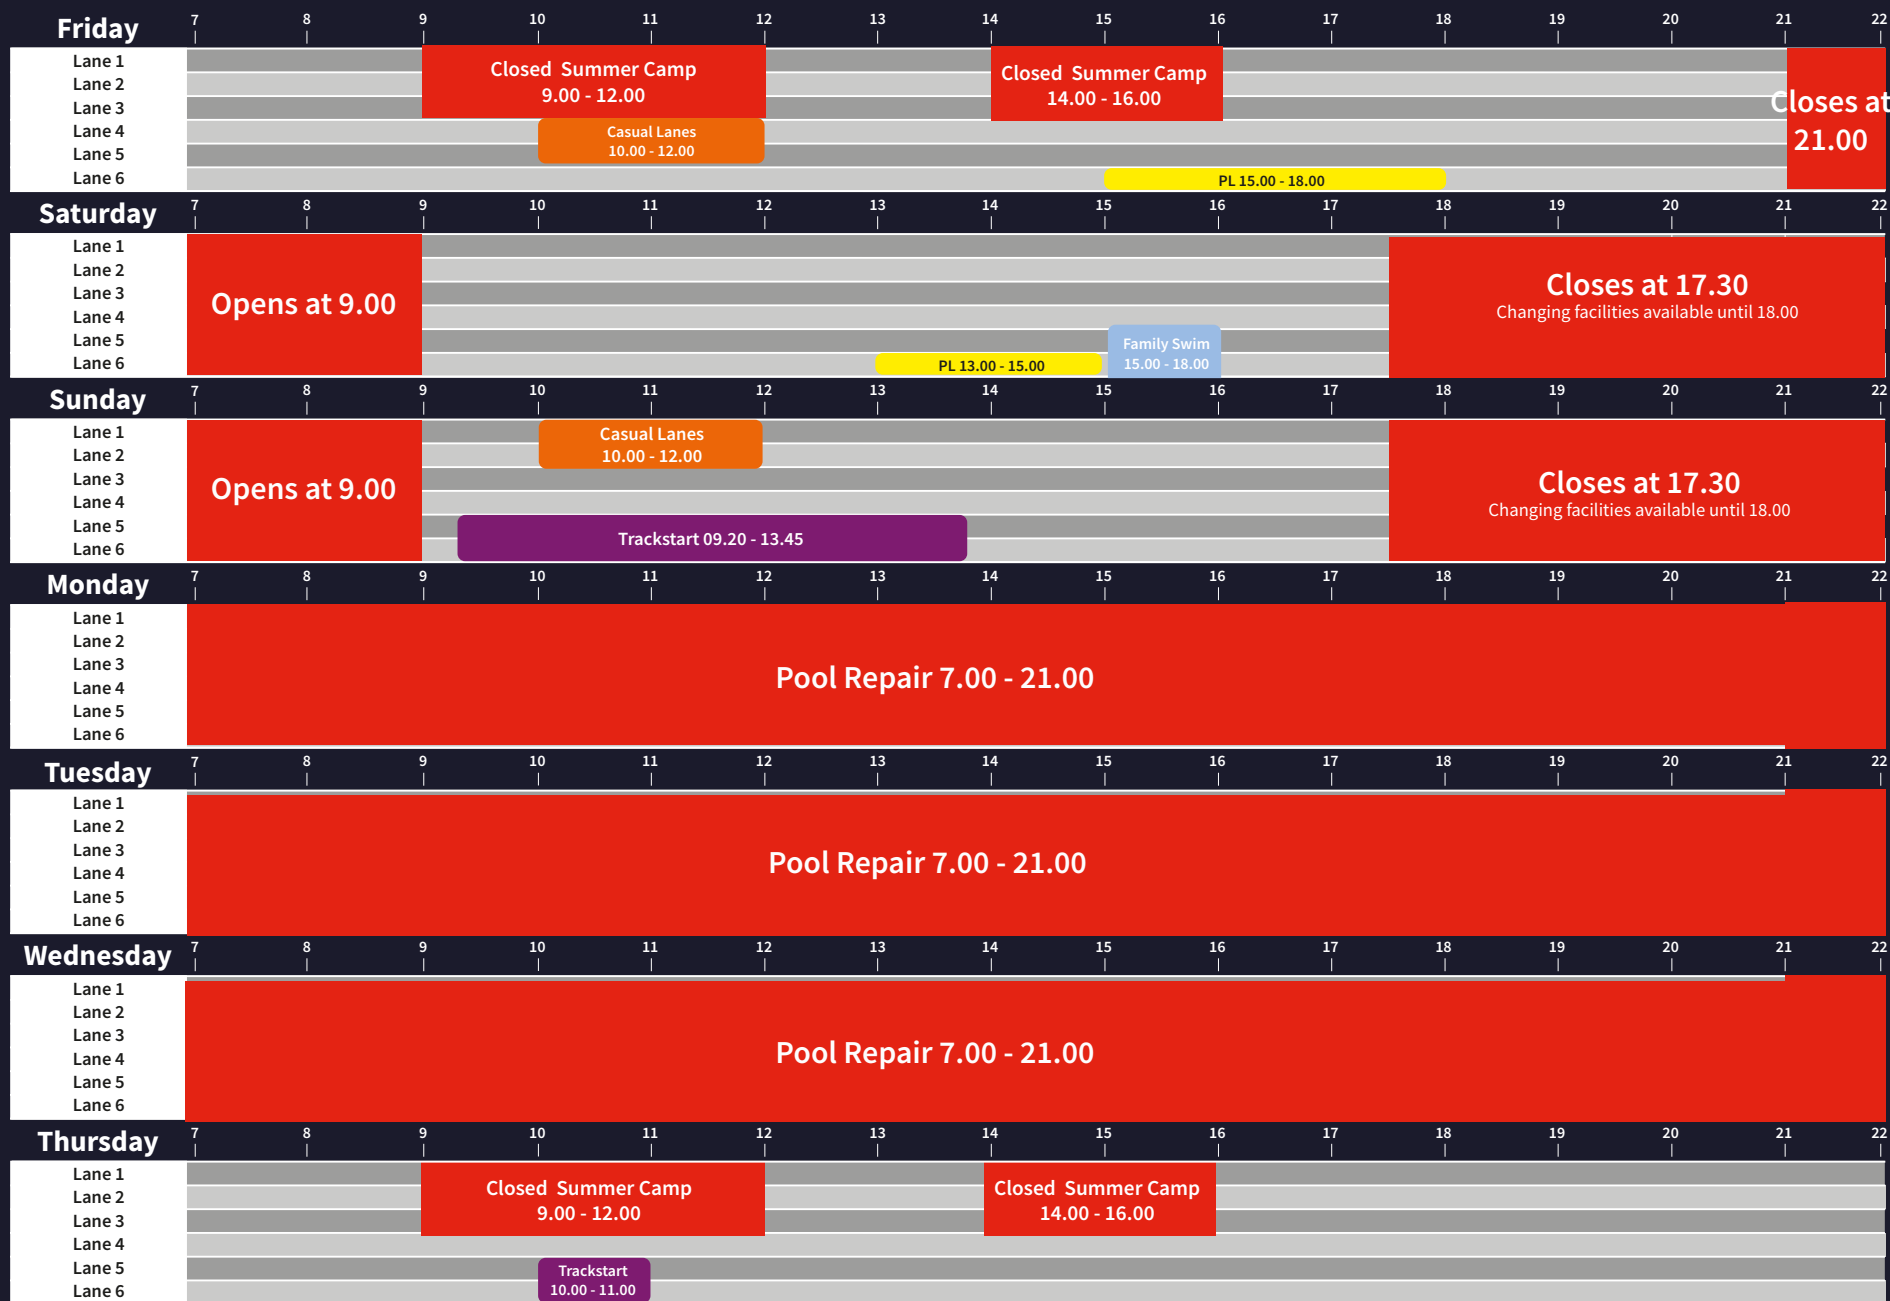 Friday
7 8 9 10 11 12 13 14 15 16 17 18 19 20 21 22
Lane 1
Lane 2
Lane 3
Lane 4
Lane 5
Lane 6
Closed  Summer Camp
9.00 - 12.00
Closed  Summer Camp
14.00 - 16.00
Closes at
21.00
Casual Lanes
10.00 - 12.00
PL 15.00 - 18.00
Saturday
7 8 9 10 11 12 13 14 15 16 17 18 19 20 21 22
Lane 1
Lane 2
Lane 3
Lane 4
Lane 5
Lane 6
Opens at 9.00
Closes at 17.30
Changing facilities available until 18.00
Family Swim
15.00 - 18.00
PL 13.00 - 15.00
Sunday
7 8 9 10 11 12 13 14 15 16 17 18 19 20 21 22
Lane 1
Lane 2
Lane 3
Lane 4
Lane 5
Lane 6
Opens at 9.00
Casual Lanes
10.00 - 12.00
Closes at 17.30
Changing facilities available until 18.00
Trackstart 09.20 - 13.45
Monday
7 8 9 10 11 12 13 14 15 16 17 18 19 20 21 22
Lane 1
Lane 2
Lane 3
Lane 4
Lane 5
Lane 6
Pool Repair 7.00 - 21.00
Tuesday
7 8 9 10 11 12 13 14 15 16 17 18 19 20 21 22
Lane 1
Lane 2
Lane 3
Lane 4
Lane 5
Lane 6
Pool Repair 7.00 - 21.00
Wednesday
7 8 9 10 11 12 13 14 15 16 17 18 19 20 21 22
Lane 1
Lane 2
Lane 3
Lane 4
Lane 5
Lane 6
Pool Repair 7.00 - 21.00
Thursday
7 8 9 10 11 12 13 14 15 16 17 18 19 20 21 22
Lane 1
Lane 2
Lane 3
Lane 4
Lane 5
Lane 6
Closed  Summer Camp
9.00 - 12.00
Closed  Summer Camp
14.00 - 16.00
Trackstart
10.00 - 11.00